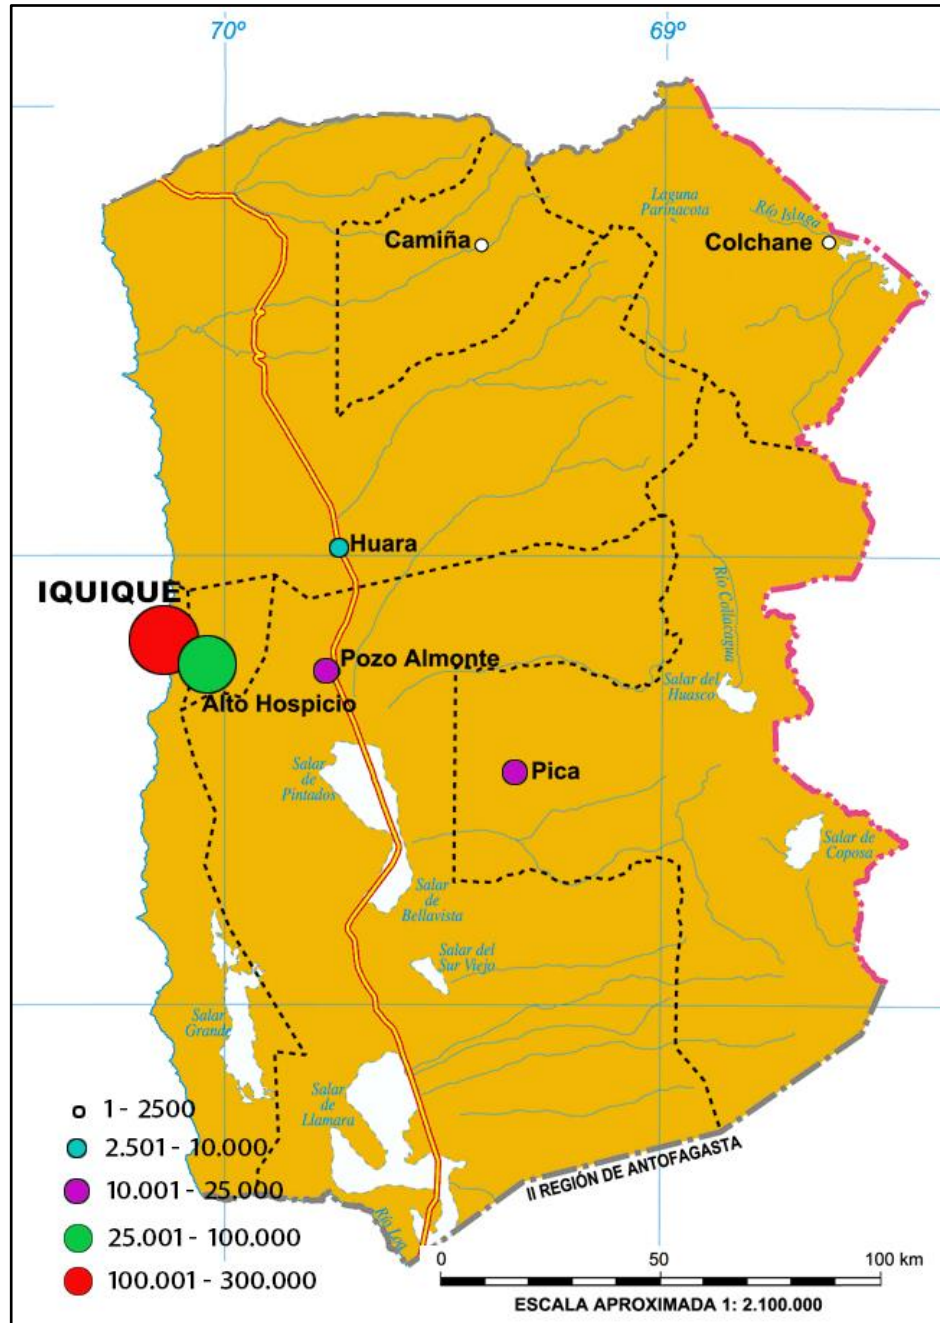 70º
69º
Laguna
Parinacota
Río Isluga
Camiña
Colchane
Huara
IQUIQUE
Río Collacagua
Pozo Almonte
Salar del
Huasco
Alto Hospicio
Salar
de
Pintados
Pica
Salar de
Coposa
Salar
de
Bellavista
Salar del
Sur Viejo
Salar
Grande
Salar
de
Llamara
1 - 2500
2.501 - 10.000
10.001 - 25.000
25.001 - 100.000
100.001 - 300.000
II REGIÓN DE ANTOFAGASTA
Río Loa
0
50
100 km
ESCALA APROXIMADA 1: 2.100.000